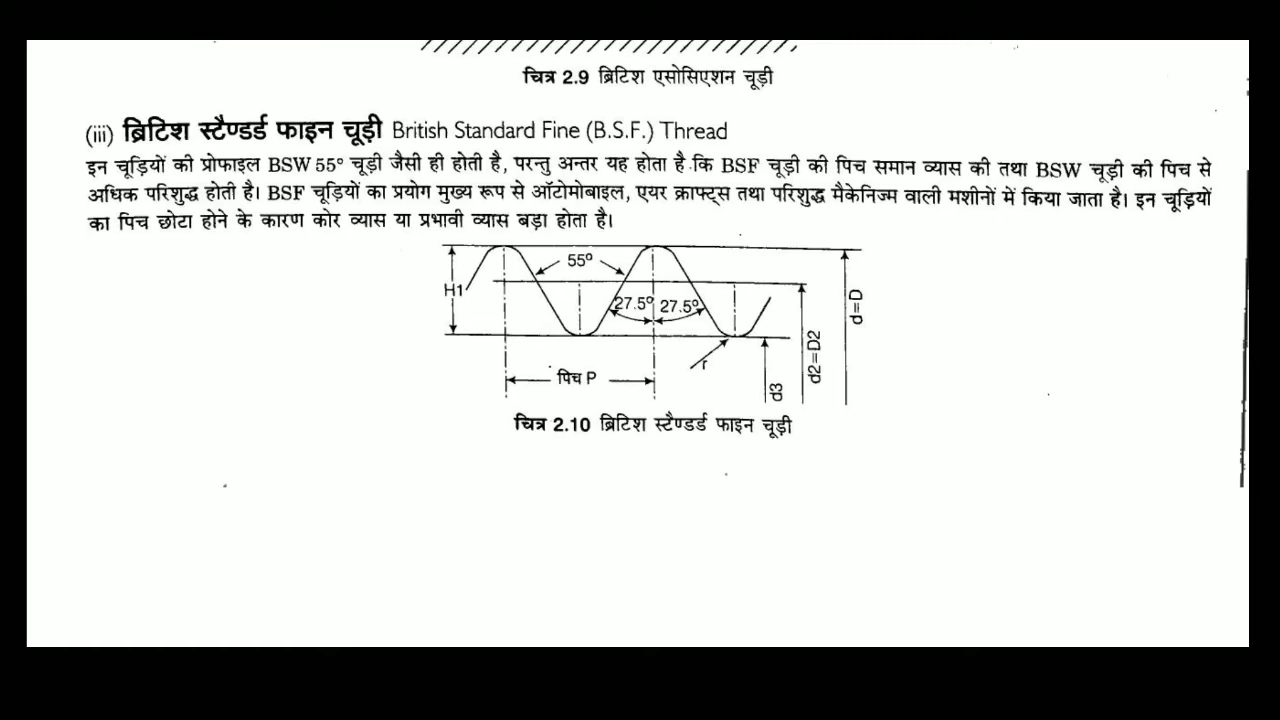 चित्र 2.9 ब्रिटिश एसोसिएशन चूड़ी
(iii) ब्रिटिश स्टैण्डर्ड फाइन चूड़ी British Standard Fine (B.S.F.) Thread
इन चूड़ियों की प्रोफाइल BSW 55° चूड़ी जैसी ही होती है, परन्तु अन्तर यह होता है कि BSF चूड़ी की पिच समान व्यास की तथा BSW चूड़ी की पिच से
अधिक परिशुद्ध होती है। BSF चूड़ियों का प्रयोग मुख्य रूप से ऑटोमोबाइल, एयर क्राफ्ट्स तथा परिशुद्ध मैकेनिज्म वाली मशीनों में किया जाता है। इन चूड़ियों
का पिच छोटा होने के कारण कोर व्यास या प्रभावी व्यास बड़ा होता है।
55°
H1
27.5° 27.5°
d=D
d2=D2
r
पिच P
d3
चित्र 2.10 ब्रिटिश स्टैण्डर्ड फाइन चूड़ी